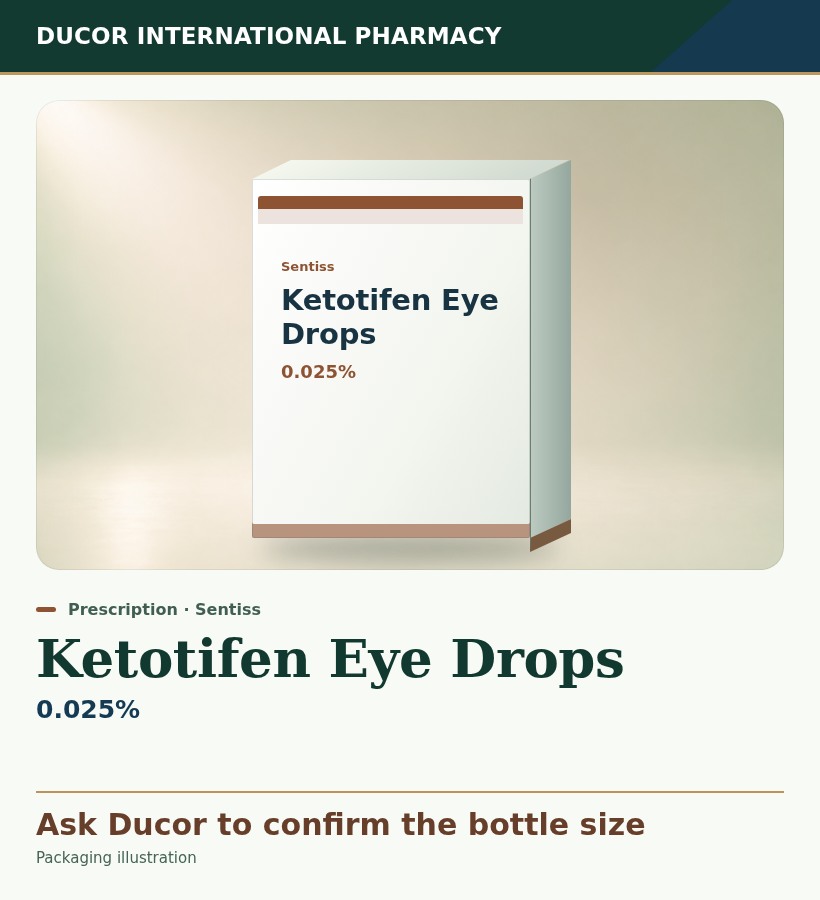 DUCOR INTERNATIONAL PHARMACY
Sentiss
Ketotifen Eye
Drops
0.025%
Prescription · Sentiss
Ketotifen Eye Drops
0.025%
Ask Ducor to confirm the bottle size
Packaging illustration